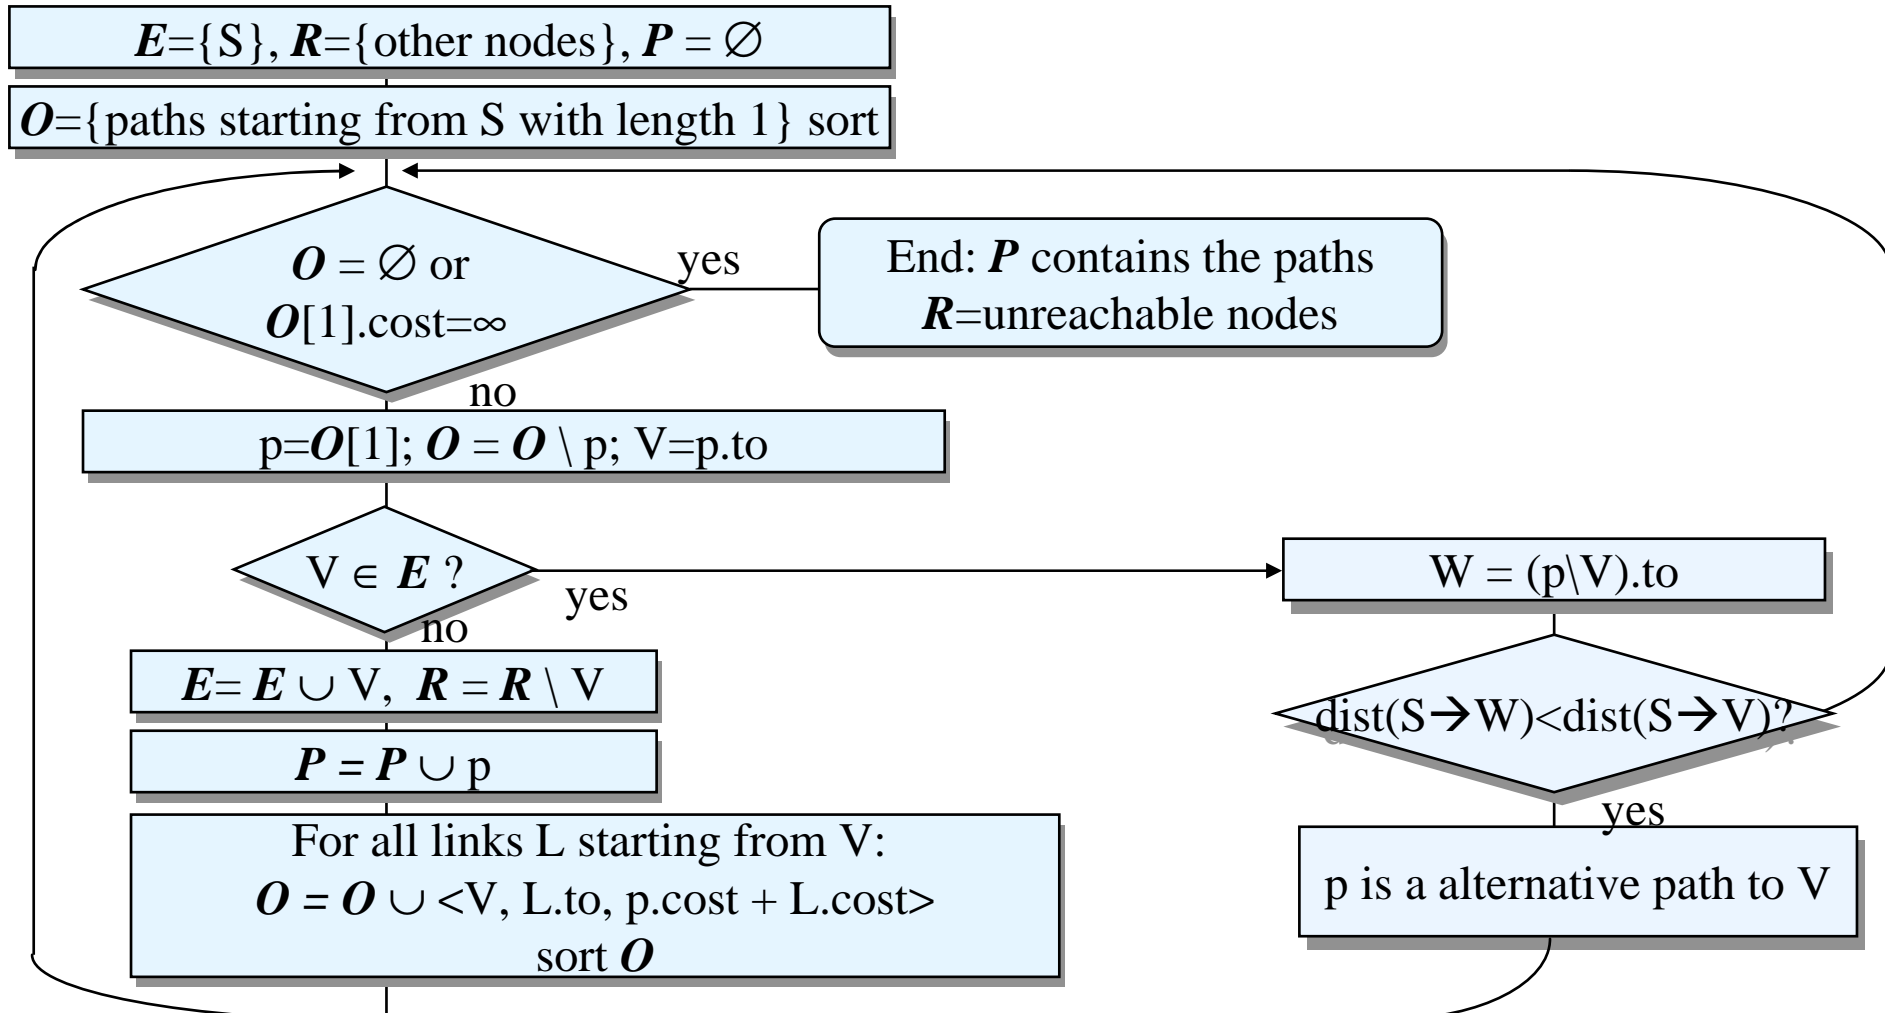 E={S}, R={other nodes}, P = ∅
O={paths starting from S with length 1} sort
O = ∅ or
O[1].cost=∞
yes
End: P contains the paths
R=unreachable nodes
no
p=O[1]; O = O \ p; V=p.to
V ∈ E ?
yes
W = (p\V).to
no
E= E ∪ V, R = R \ V
dist(S→W)<dist(S→V)?
P = P ∪ p
yes
For all links L starting from V:
O = O ∪ <V, L.to, p.cost + L.cost>
sort O
p is a alternative path to V